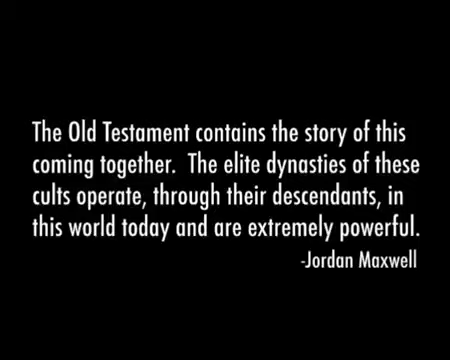 The Old Testament contains the story of this
coming together. The elite dynasties of these
cults operate, through their descendants, in
this world today and are extremely powerful.
-Jordan Maxwell